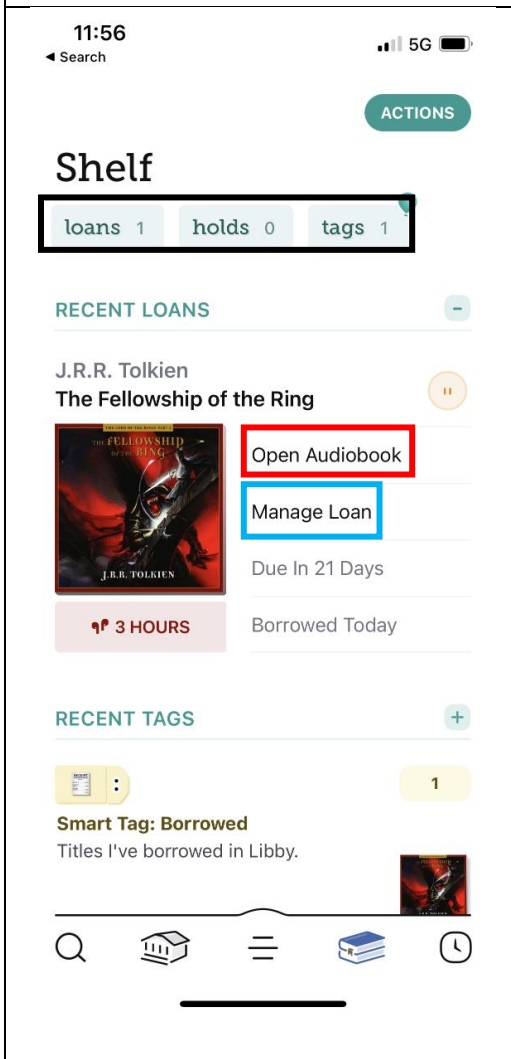 11:56
5G
◀ Search
ACTIONS
Shelf
loans 1 holds 0 tags 1
RECENT LOANS
J.R.R. Tolkien
The Fellowship of the Ring
THE FELLOWSHIP
OF THE RING
J.R.R. TOLKIEN
Open Audiobook
Manage Loan
Due In 21 Days
3 HOURS
Borrowed Today
RECENT TAGS
1
Smart Tag: Borrowed
Titles I've borrowed in Libby.